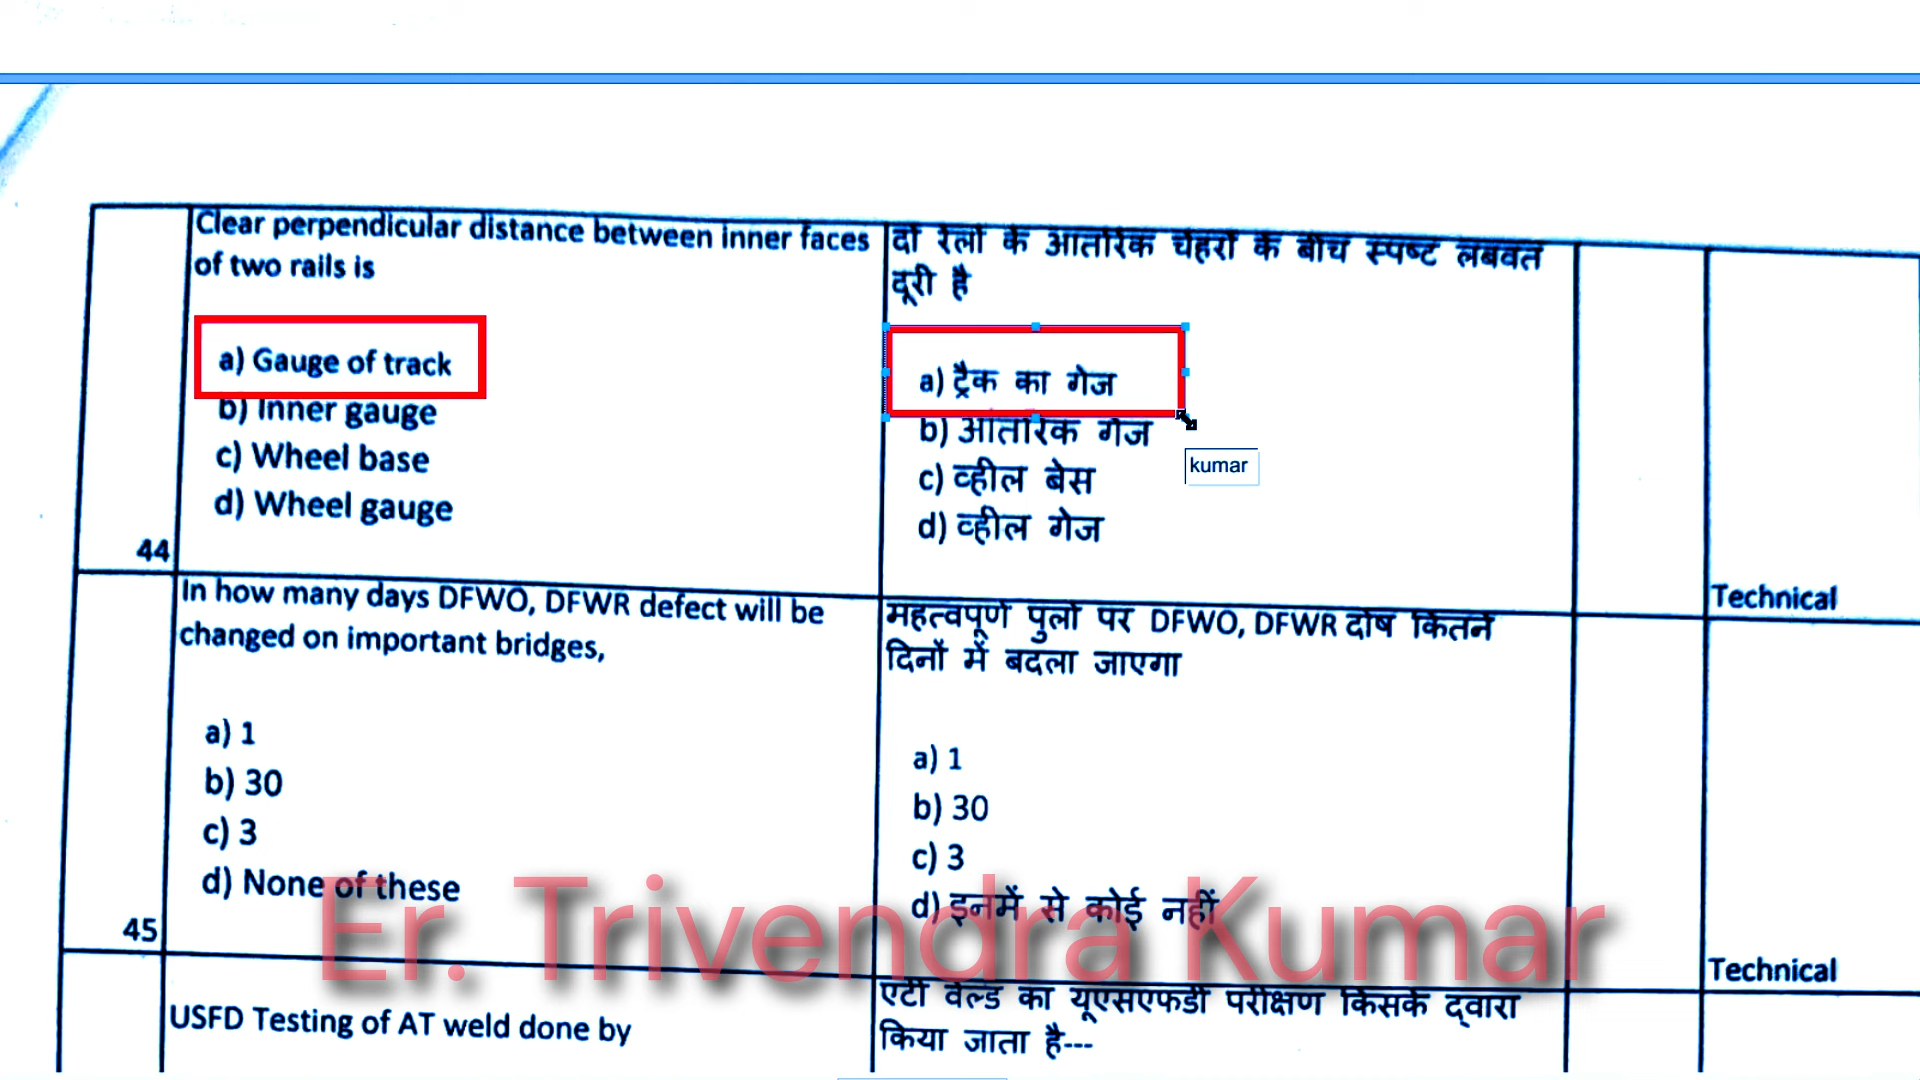 Clear perpendicular distance between inner faces
of two rails is
a) Gauge of track
b) Inner gauge
c) Wheel base
d) Wheel gauge
44
दो रेलों के आंतरिक चेहरों के बीच स्पष्ट लंबवत
दूरी है
a) ट्रैक का गेज
b) आंतरिक गेज
c) व्हील बेस
d) व्हील गेज
kumar
Technical
In how many days DFWO, DFWR defect will be
changed on important bridges,
a) 1
b) 30
c) 3
d) None of these
45
महत्वपूर्ण पुलों पर DFWO, DFWR दोष कितने
दिनों में बदला जाएगा
a) 1
b) 30
c) 3
d) इनमें से कोई नहीं
Technical
Er. Trivendra Kumar
USFD Testing of AT weld done by
एटी वेल्ड का यूएसएफडी परीक्षण किसके द्वारा
किया जाता है---